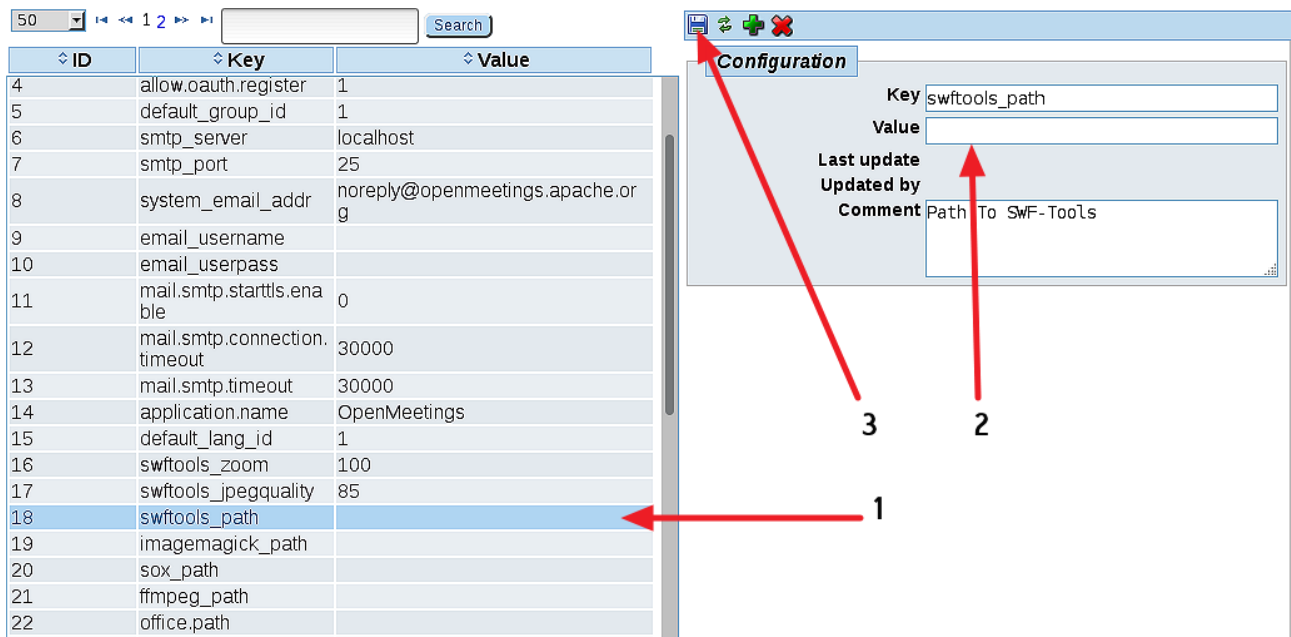 50 1 2 Search
ID Key Value
4 allow.oauth.register 1
5 default_group_id 1
6 smtp_server localhost
7 smtp_port 25
8 system_email_addr noreply@openmeetings.apache.or
g
9 email_username
10 email_userpass
11 mail.smtp.starttls.ena 0
ble
12 mail.smtp.connection. 30000
timeout
13 mail.smtp.timeout 30000
14 application.name OpenMeetings
15 default_lang_id 1
16 swftools_zoom 100
17 swftools_jpegquality 85
18 swftools_path
19 imagemagick_path
20 sox_path
21 ffmpeg_path
22 office.path
Configuration
Key swftools_path
Value
Last update
Updated by
Comment Path To SWF-Tools
3 2
1